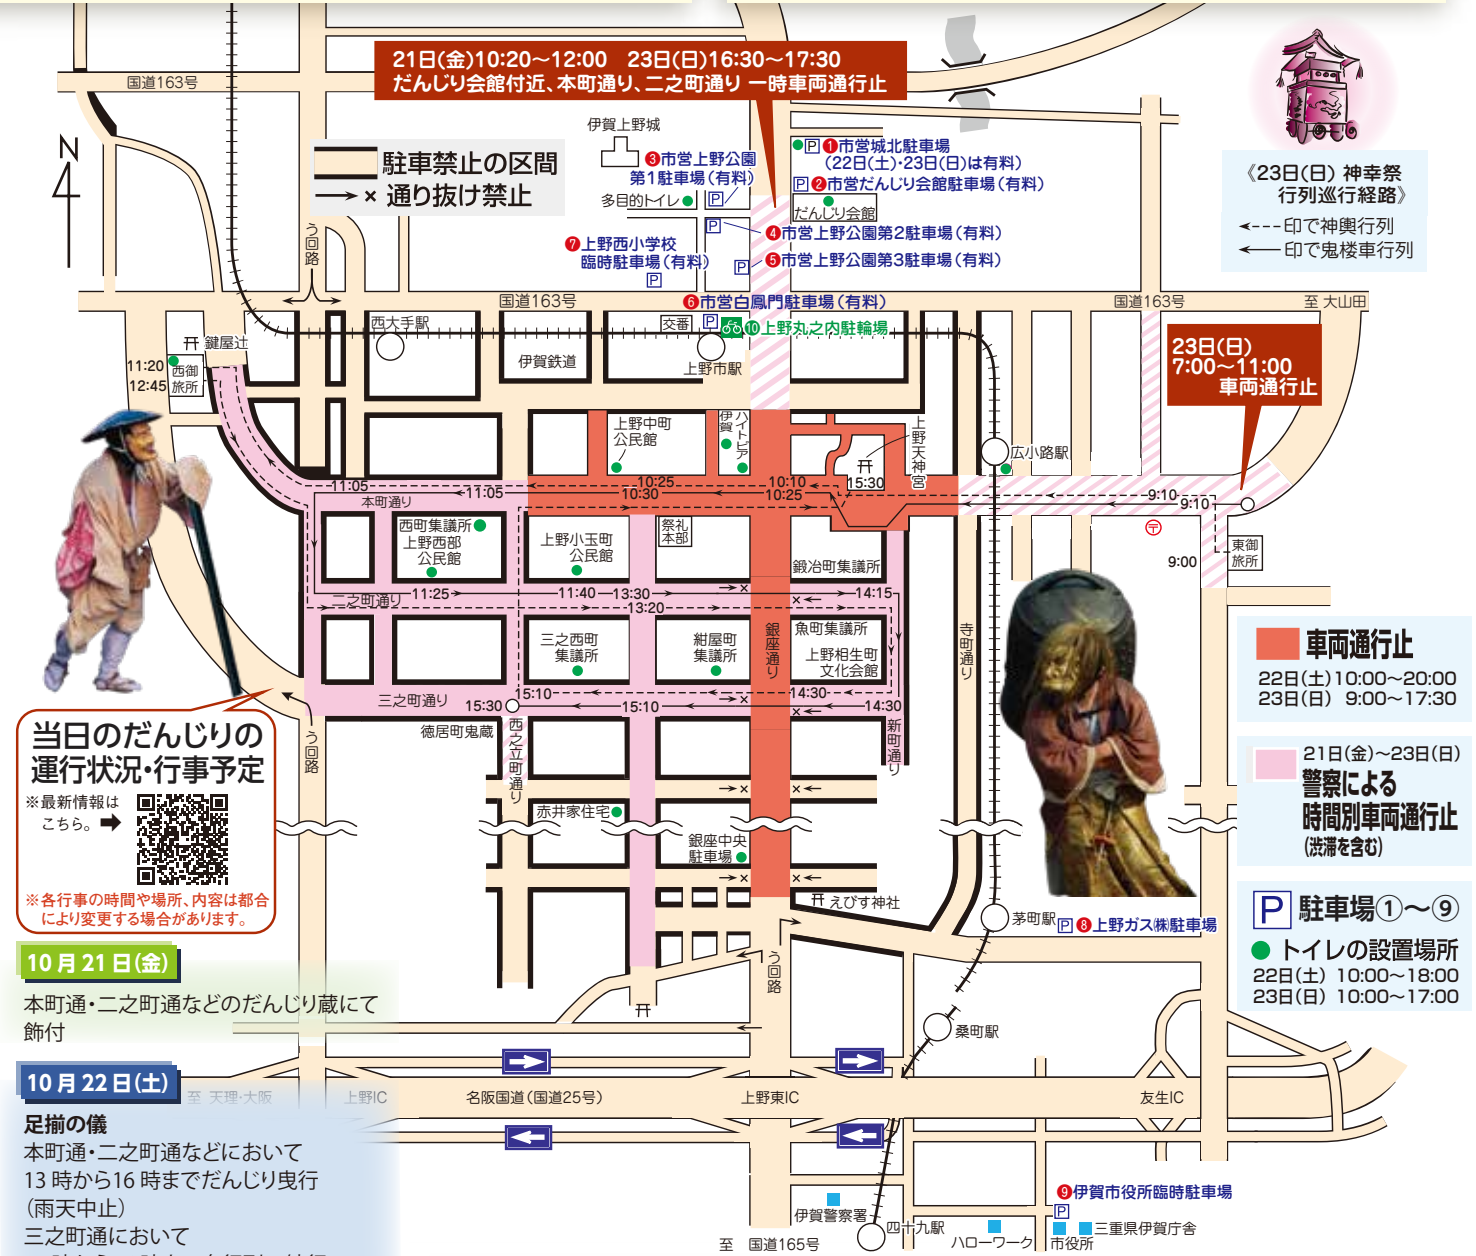 21日(金)10:20〜12:00　23日(日)16:30〜17:30
だんじり会館付近、本町通り、二之町通り 一時車両通行止
国道163号
N
駐車禁止の区間
→× 通り抜け禁止
う回路
伊賀上野城
❸市営上野公園
第1駐車場(有料)
多目的トイレ
P
❼上野西小学校
臨時駐車場(有料)
P
P❶市営城北駐車場
(22日(土)・23日(日)は有料)
P❷市営だんじり会館駐車場(有料)
だんじり会館
P
❹市営上野公園第2駐車場(有料)
P
❺市営上野公園第3駐車場(有料)
《23日(日) 神幸祭
行列巡行経路》
印で神輿行列
印で鬼楼車行列
国道163号
❻市営白鳳門駐車場(有料)
国道163号
至 大山田
西大手駅
交番
P
❿上野丸之内駐輪場
伊賀鉄道
上野市駅
鍵屋辻
11:20
12:45
西御
旅所
23日(日)
7:00〜11:00
車両通行止
上野中町
公民館
ハイトピア
伊賀
上野天神宮
広小路駅
11:05
11:05
10:25
10:30
10:10
10:25
15:30
9:10
9:10
本町通り
西町集議所
上野西部
公民館
上野小玉町
公民館
祭礼
本部
〒
9:00
東御
旅所
鍛冶町集議所
11:25
11:40
13:30
14:15
二之町通り
13:20
三之西町
集議所
紺屋町
集議所
銀座通り
魚町集議所
上野相生町
文化会館
寺町通り
三之町通り
15:10
14:30
15:30
15:10
14:30
徳居町鬼蔵
西之立町通り
新町通り
う回路
車両通行止
22日(土)10:00〜20:00
23日(日) 9:00〜17:30
21日(金)〜23日(日)
警察による
時間別車両通行止
(渋滞を含む)
P 駐車場①〜⑨
トイレの設置場所
22日(土) 10:00〜18:00
23日(日) 10:00〜17:00
当日のだんじりの
運行状況・行事予定
※最新情報は
こちら。
※各行事の時間や場所、内容は都合
により変更する場合があります。
赤井家住宅
銀座中央
駐車場
えびす神社
茅町駅
P❽上野ガス㈱駐車場
う回路
桑町駅
10月21日(金)
本町通・二之町通などのだんじり蔵にて
飾付
10月22日(土)
足揃の儀
本町通・二之町通などにおいて
13時から16時までだんじり曳行
(雨天中止)
三之町通において
至 天理・大阪
上野IC
名阪国道(国道25号)
上野東IC
友生IC
伊賀警察署
四十九駅
ハローワーク
❾伊賀市役所臨時駐車場
P
市役所
三重県伊賀庁舎
至 国道165号